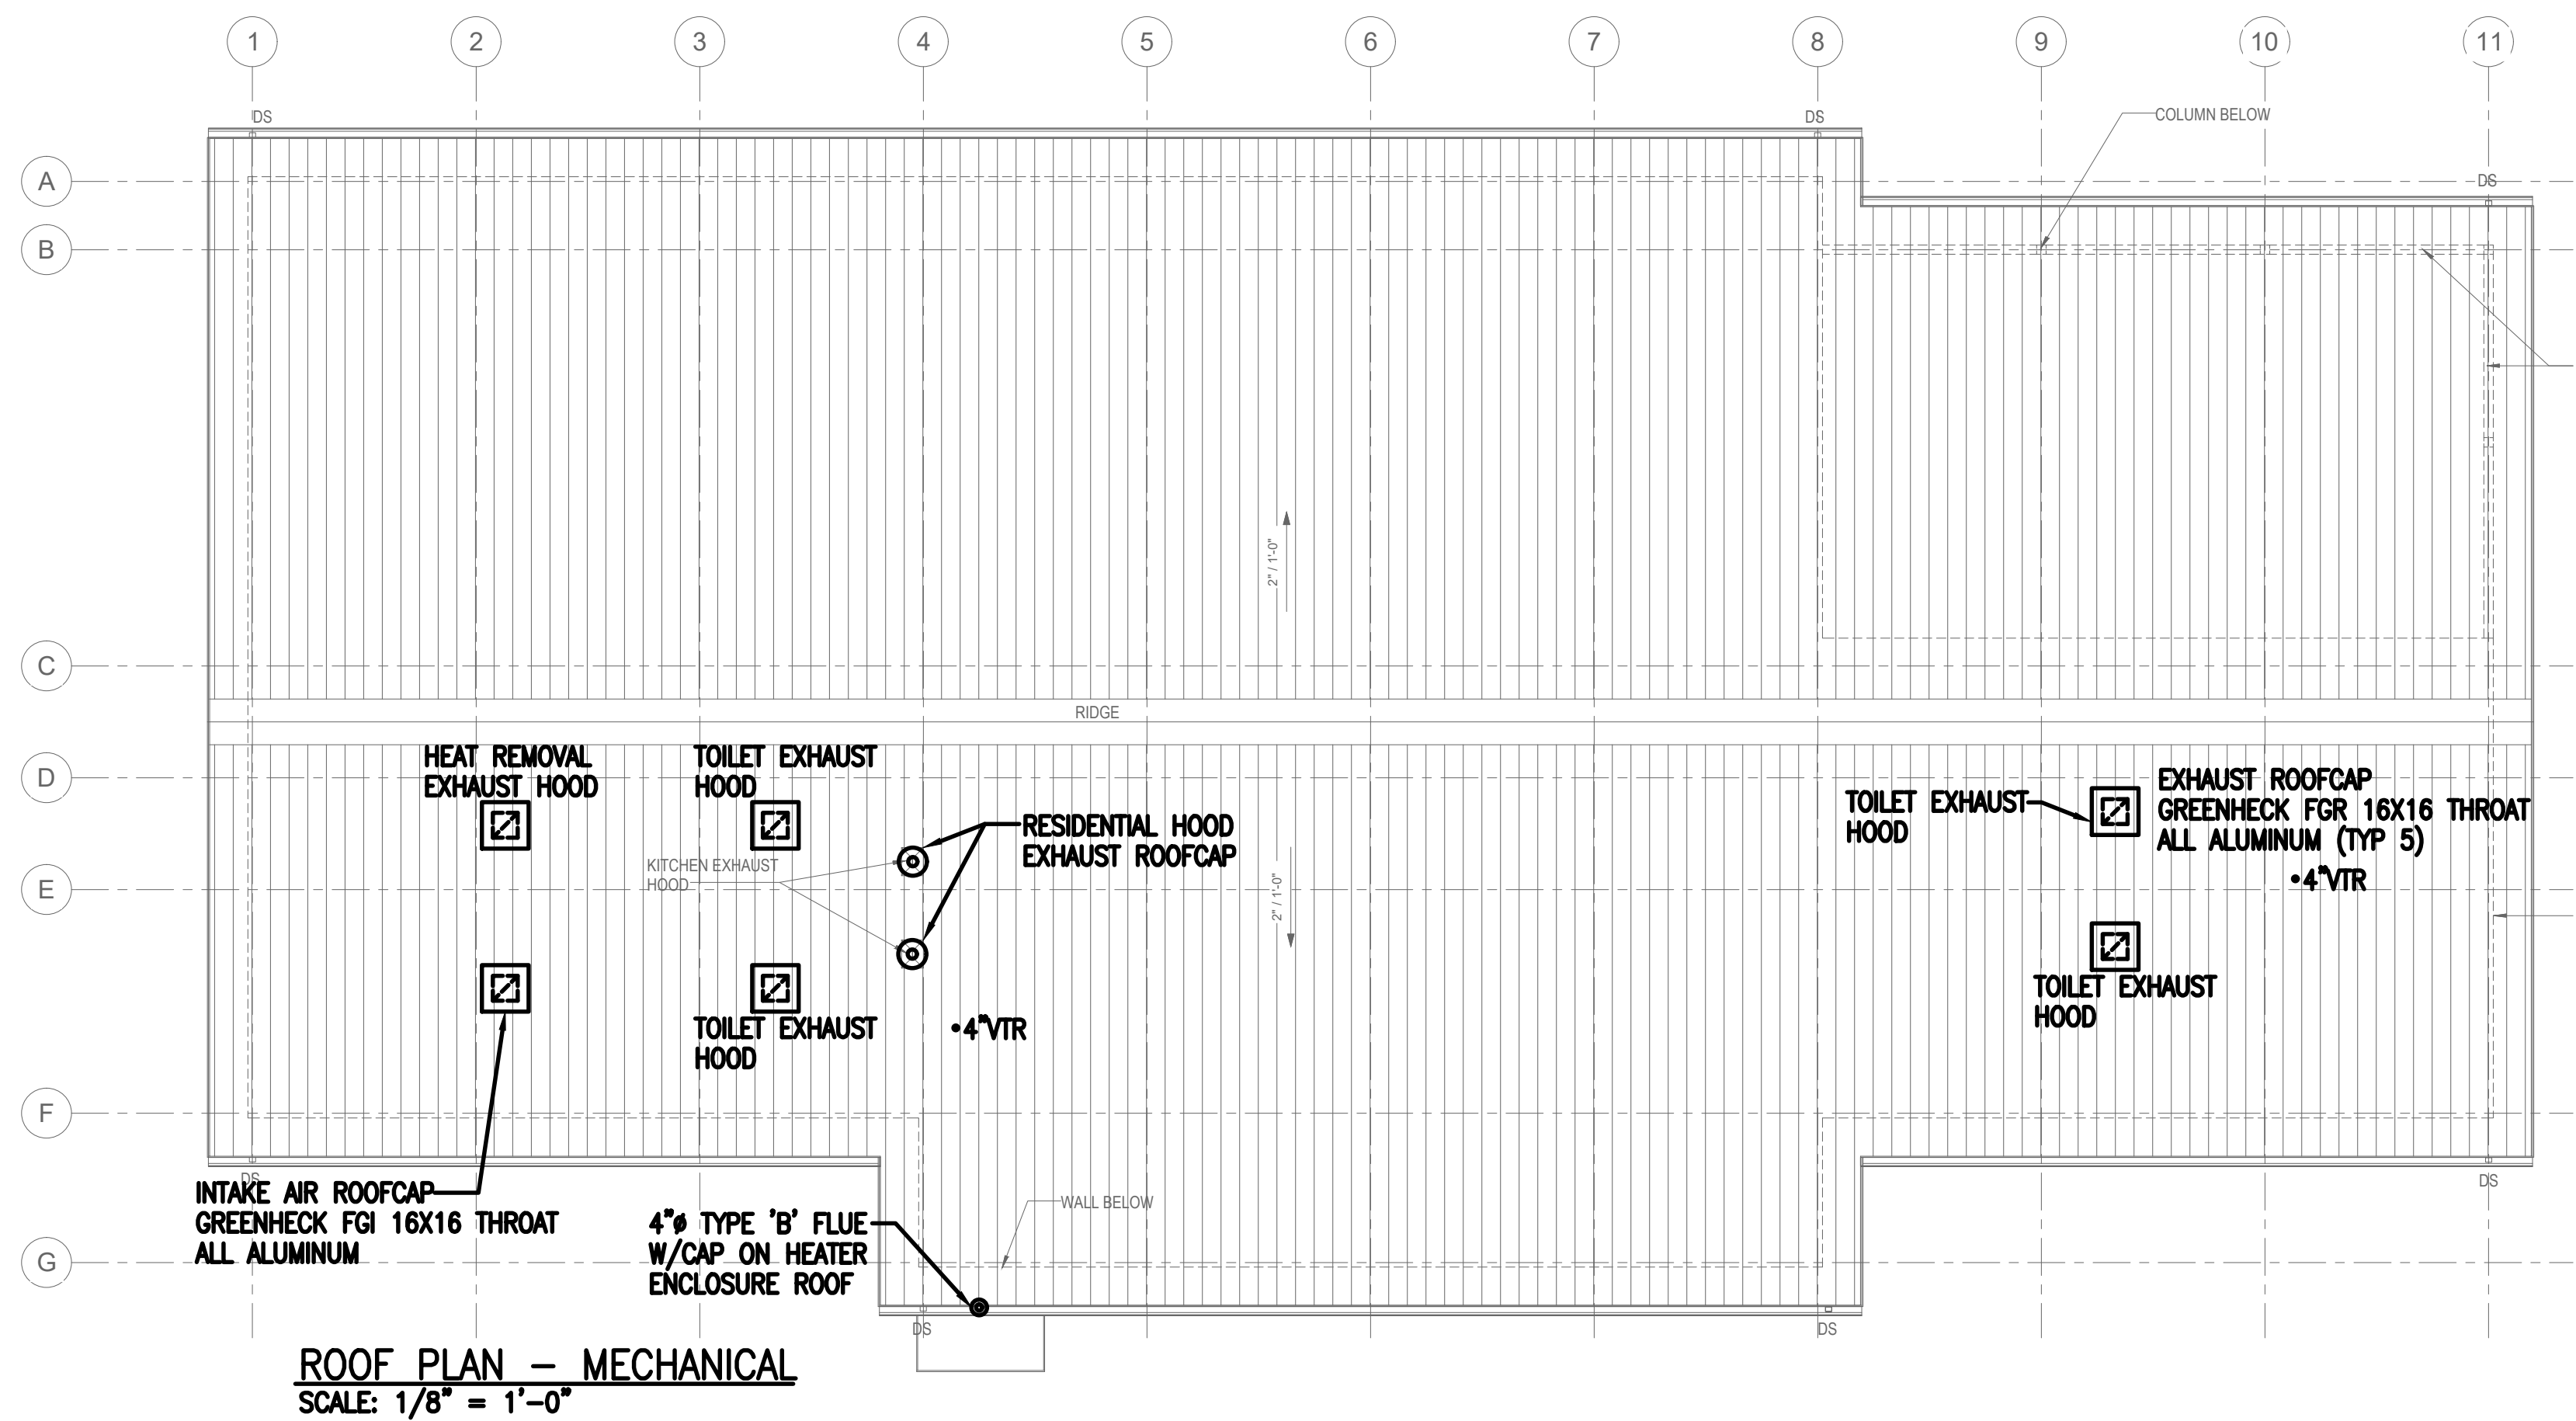 1 2 3 4 5 6 7 8 9 10 11
DS
DS
COLUMN BELOW
A
DS
B
2" / 1'-0"
C
RIDGE
HEAT REMOVAL
EXHAUST HOOD
TOILET EXHAUST
HOOD
D
EXHAUST ROOFCAP
GREENHECK FGR 16X16 THROAT
ALL ALUMINUM (TYP 5)
TOILET EXHAUST
HOOD
RESIDENTIAL HOOD
EXHAUST ROOFCAP
KITCHEN EXHAUST
HOOD
•4"VTR
E
2" / 1'-0"
TOILET EXHAUST
HOOD
TOILET EXHAUST
HOOD
•4"VTR
F
DS
DS
INTAKE AIR ROOFCAP
GREENHECK FGI 16X16 THROAT
ALL ALUMINUM
WALL BELOW
4"ø TYPE 'B' FLUE
W/CAP ON HEATER
ENCLOSURE ROOF
G
DS
DS
ROOF PLAN - MECHANICAL
SCALE: 1/8" = 1'-0"